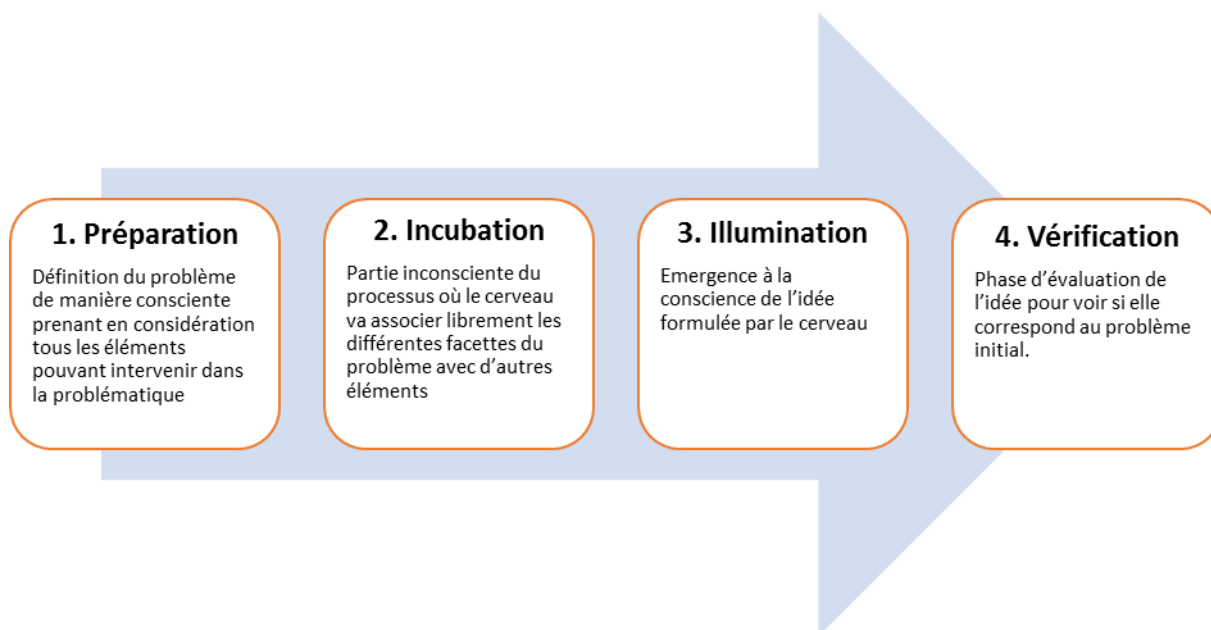 1. Préparation
Définition du problème
de manière consciente
prenant en considération
tous les éléments
pouvant intervenir dans
la problématique
2. Incubation
Partie inconsciente du
processus où le cerveau
va associer librement les
différentes facettes du
problème avec d'autres
éléments
3. Illumination
Emergence à la
conscience de l'idée
formulée par le cerveau
4. Vérification
Phase d'évaluation de
l'idée pour voir si elle
correspond au problème
initial.